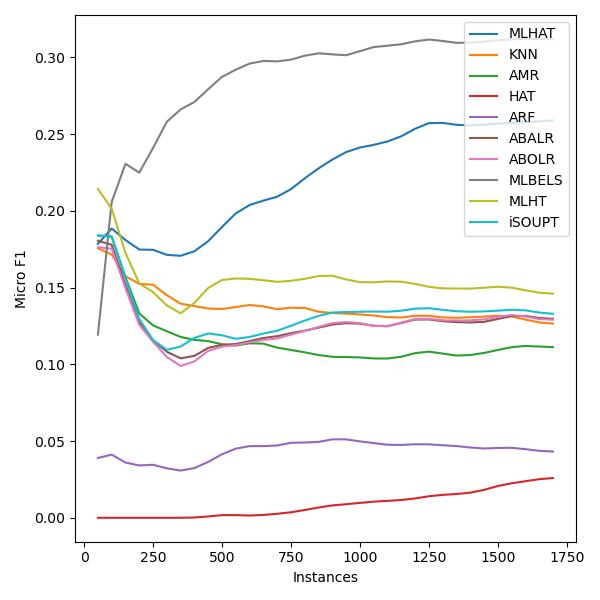 MLHAT
KNN
AMR
HAT
ARF
ABALR
ABOLR
MLBELS
MLHT
iSOUPT
0.30
0.25
0.20
0.15
0.10
0.05
0.00
Micro F1
0 250 500 750 1000 1250 1500 1750
Instances